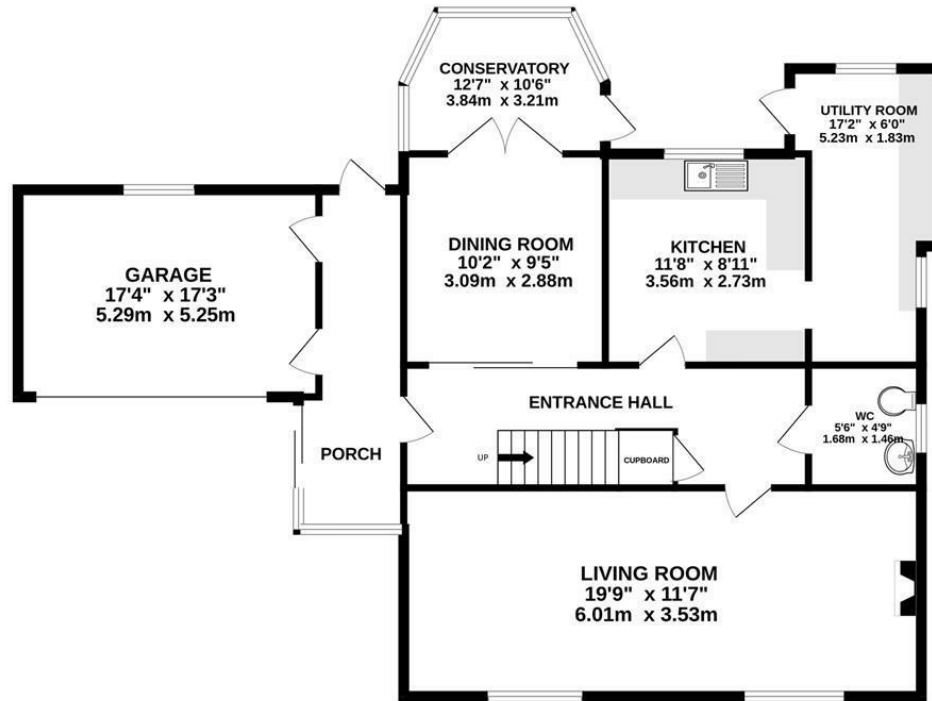 CONSERVATORY
12'7" x 10'6"
3.84m x 3.21m
UTILITY ROOM
17'2" x 6'0"
5.23m x 1.83m
GARAGE
17'4" x 17'3"
5.29m x 5.25m
DINING ROOM
10'2" x 9'5"
3.09m x 2.88m
KITCHEN
11'8" x 8'11"
3.56m x 2.73m
ENTRANCE HALL
WC
5'6" x 4'9"
1.68m x 1.46m
PORCH
UP
CUPBOARD
LIVING ROOM
19'9" x 11'7"
6.01m x 3.53m